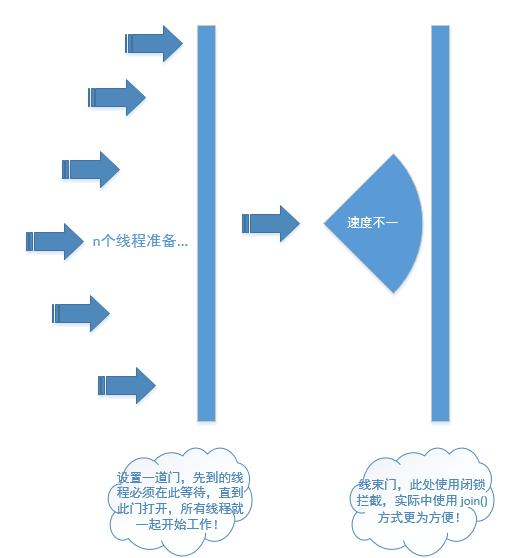 速度不一
n个线程准备...
设置一道门，先到的线
程必须在此等待，直到
此门打开，所有线程就
一起开始工作！
线束门，此处使用闭锁
拦截，实际中使用 join()
方式更为方便！